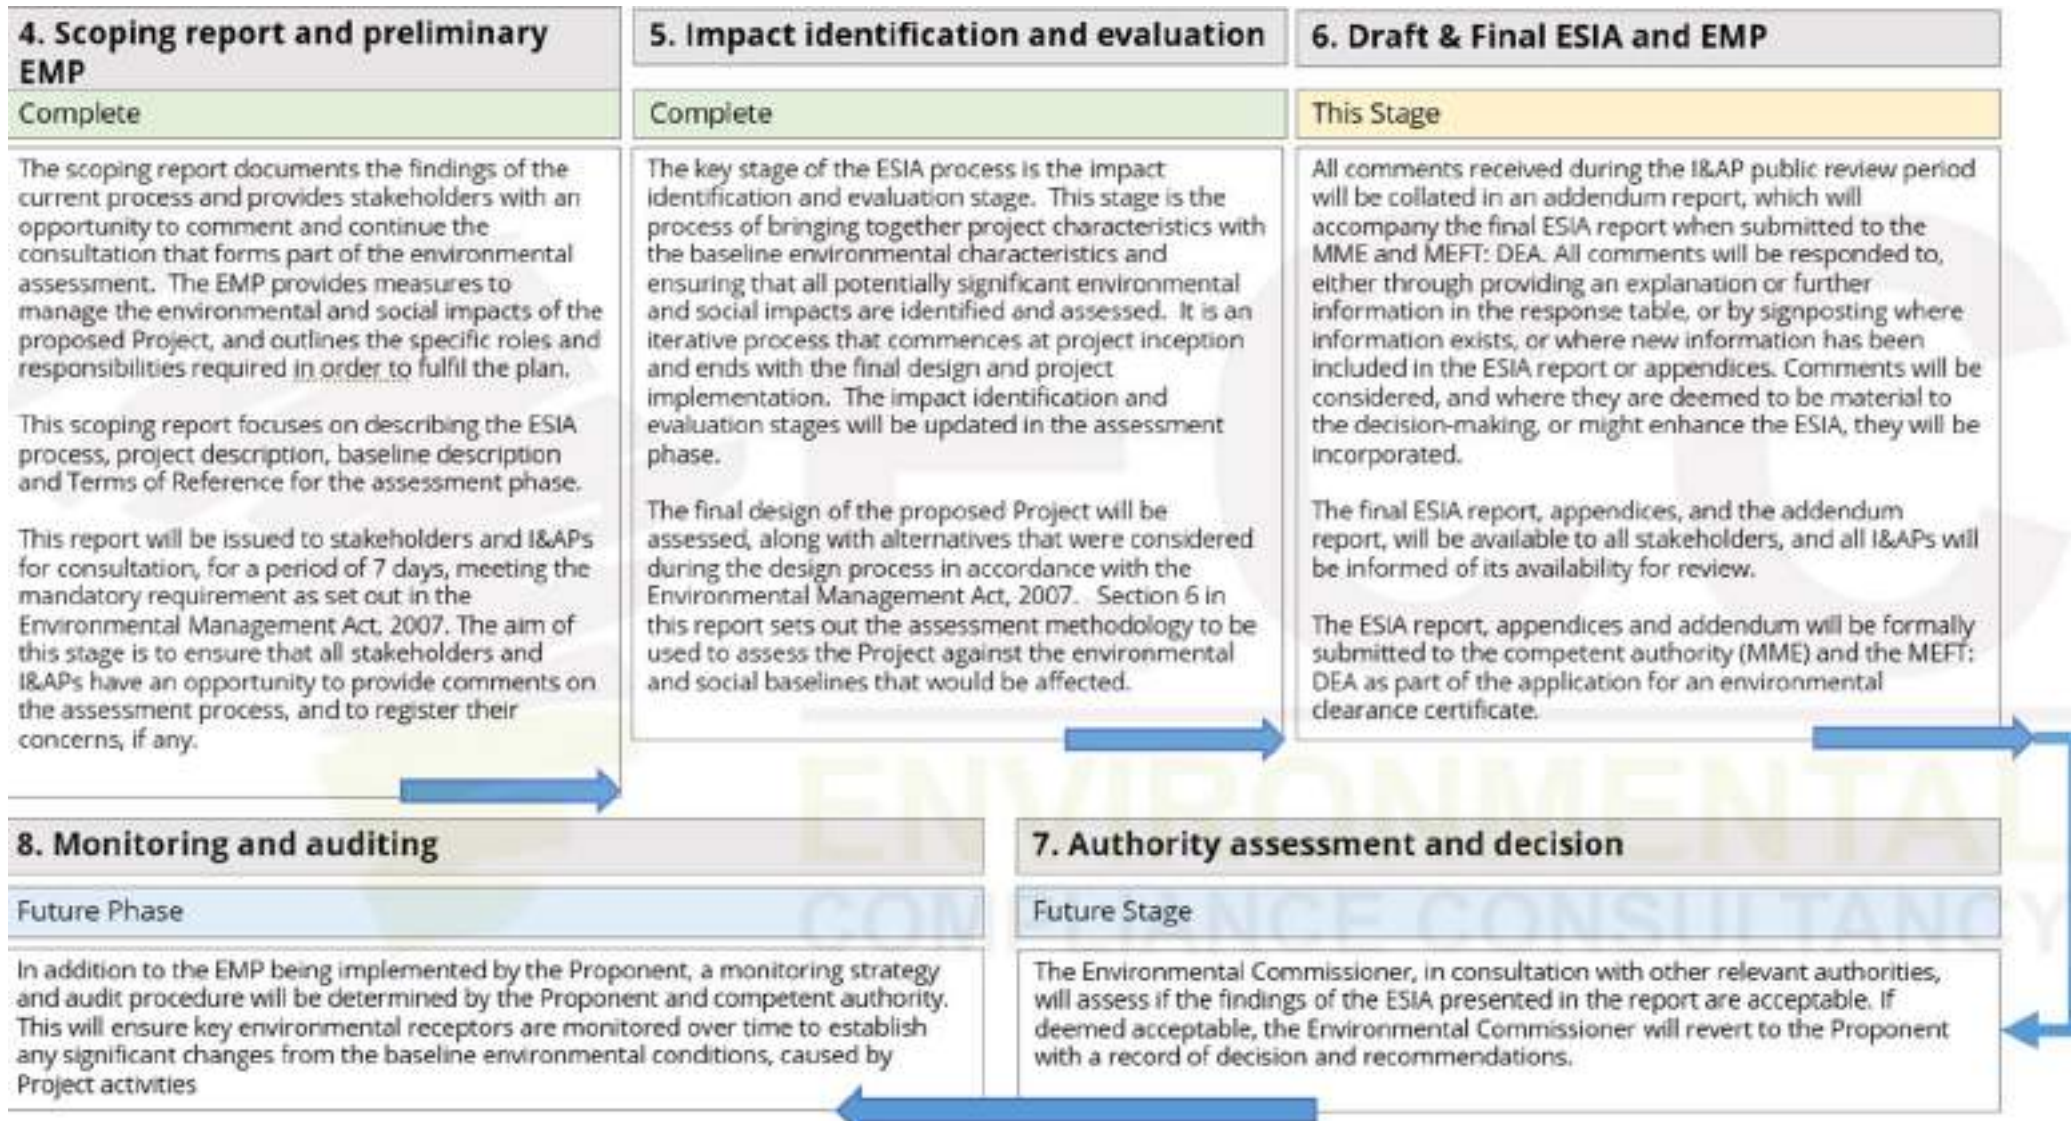 4. Scoping report and preliminary
EMP
Complete
The scoping report documents the findings of the
current process and provides stakeholders with an
opportunity to comment and continue the
consultation that forms part of the environmental
assessment. The EMP provides measures to
manage the environmental and social impacts of the
proposed Project, and outlines the specific roles and
responsibilities required in order to fulfil the plan.
This scoping report focuses on describing the ESIA
process, project description, baseline description
and Terms of Reference for the assessment phase.
This report will be issued to stakeholders and I&APs
for consultation, for a period of 7 days, meeting the
mandatory requirement as set out in the
Environmental Management Act, 2007. The aim of
this stage is to ensure that all stakeholders and
I&APs have an opportunity to provide comments on
the assessment process, and to register their
concerns, if any.
5. Impact identification and evaluation
Complete
The key stage of the ESIA process is the impact
identification and evaluation stage. This stage is the
process of bringing together project characteristics with
the baseline environmental characteristics and
ensuring that all potentially significant environmental
and social impacts are identified and assessed. It is an
iterative process that commences at project inception
and ends with the final design and project
implementation. The impact identification and
evaluation stages will be updated in the assessment
phase.
The final design of the proposed Project will be
assessed, along with alternatives that were considered
during the design process in accordance with the
Environmental Management Act, 2007. Section 6 in
this report sets out the assessment methodology to be
used to assess the Project against the environmental
and social baselines that would be affected.
6. Draft & Final ESIA and EMP
This Stage
All comments received during the I&AP public review period
will be collated in an addendum report, which will
accompany the final ESIA report when submitted to the
MME and MEFT: DEA. All comments will be responded to,
either through providing an explanation or further
information in the response table, or by signposting where
information exists, or where new information has been
included in the ESIA report or appendices. Comments will be
considered, and where they are deemed to be material to
the decision-making, or might enhance the ESIA, they will be
incorporated.
The final ESIA report, appendices, and the addendum
report, will be available to all stakeholders, and all I&APs will
be informed of its availability for review.
The ESIA report, appendices and addendum will be formally
submitted to the competent authority (MME) and the MEFT:
DEA as part of the application for an environmental
clearance certificate.
8. Monitoring and auditing
Future Phase
In addition to the EMP being implemented by the Proponent, a monitoring strategy
and audit procedure will be determined by the Proponent and competent authority.
This will ensure key environmental receptors are monitored over time to establish
any significant changes from the baseline environmental conditions, caused by
Project activities
7. Authority assessment and decision
Future Stage
The Environmental Commissioner, in consultation with other relevant authorities,
will assess if the findings of the ESIA presented in the report are acceptable. If
deemed acceptable, the Environmental Commissioner will revert to the Proponent
with a record of decision and recommendations.
ENVIRONMENTAL
COMPLIANCE CONSULTANCY